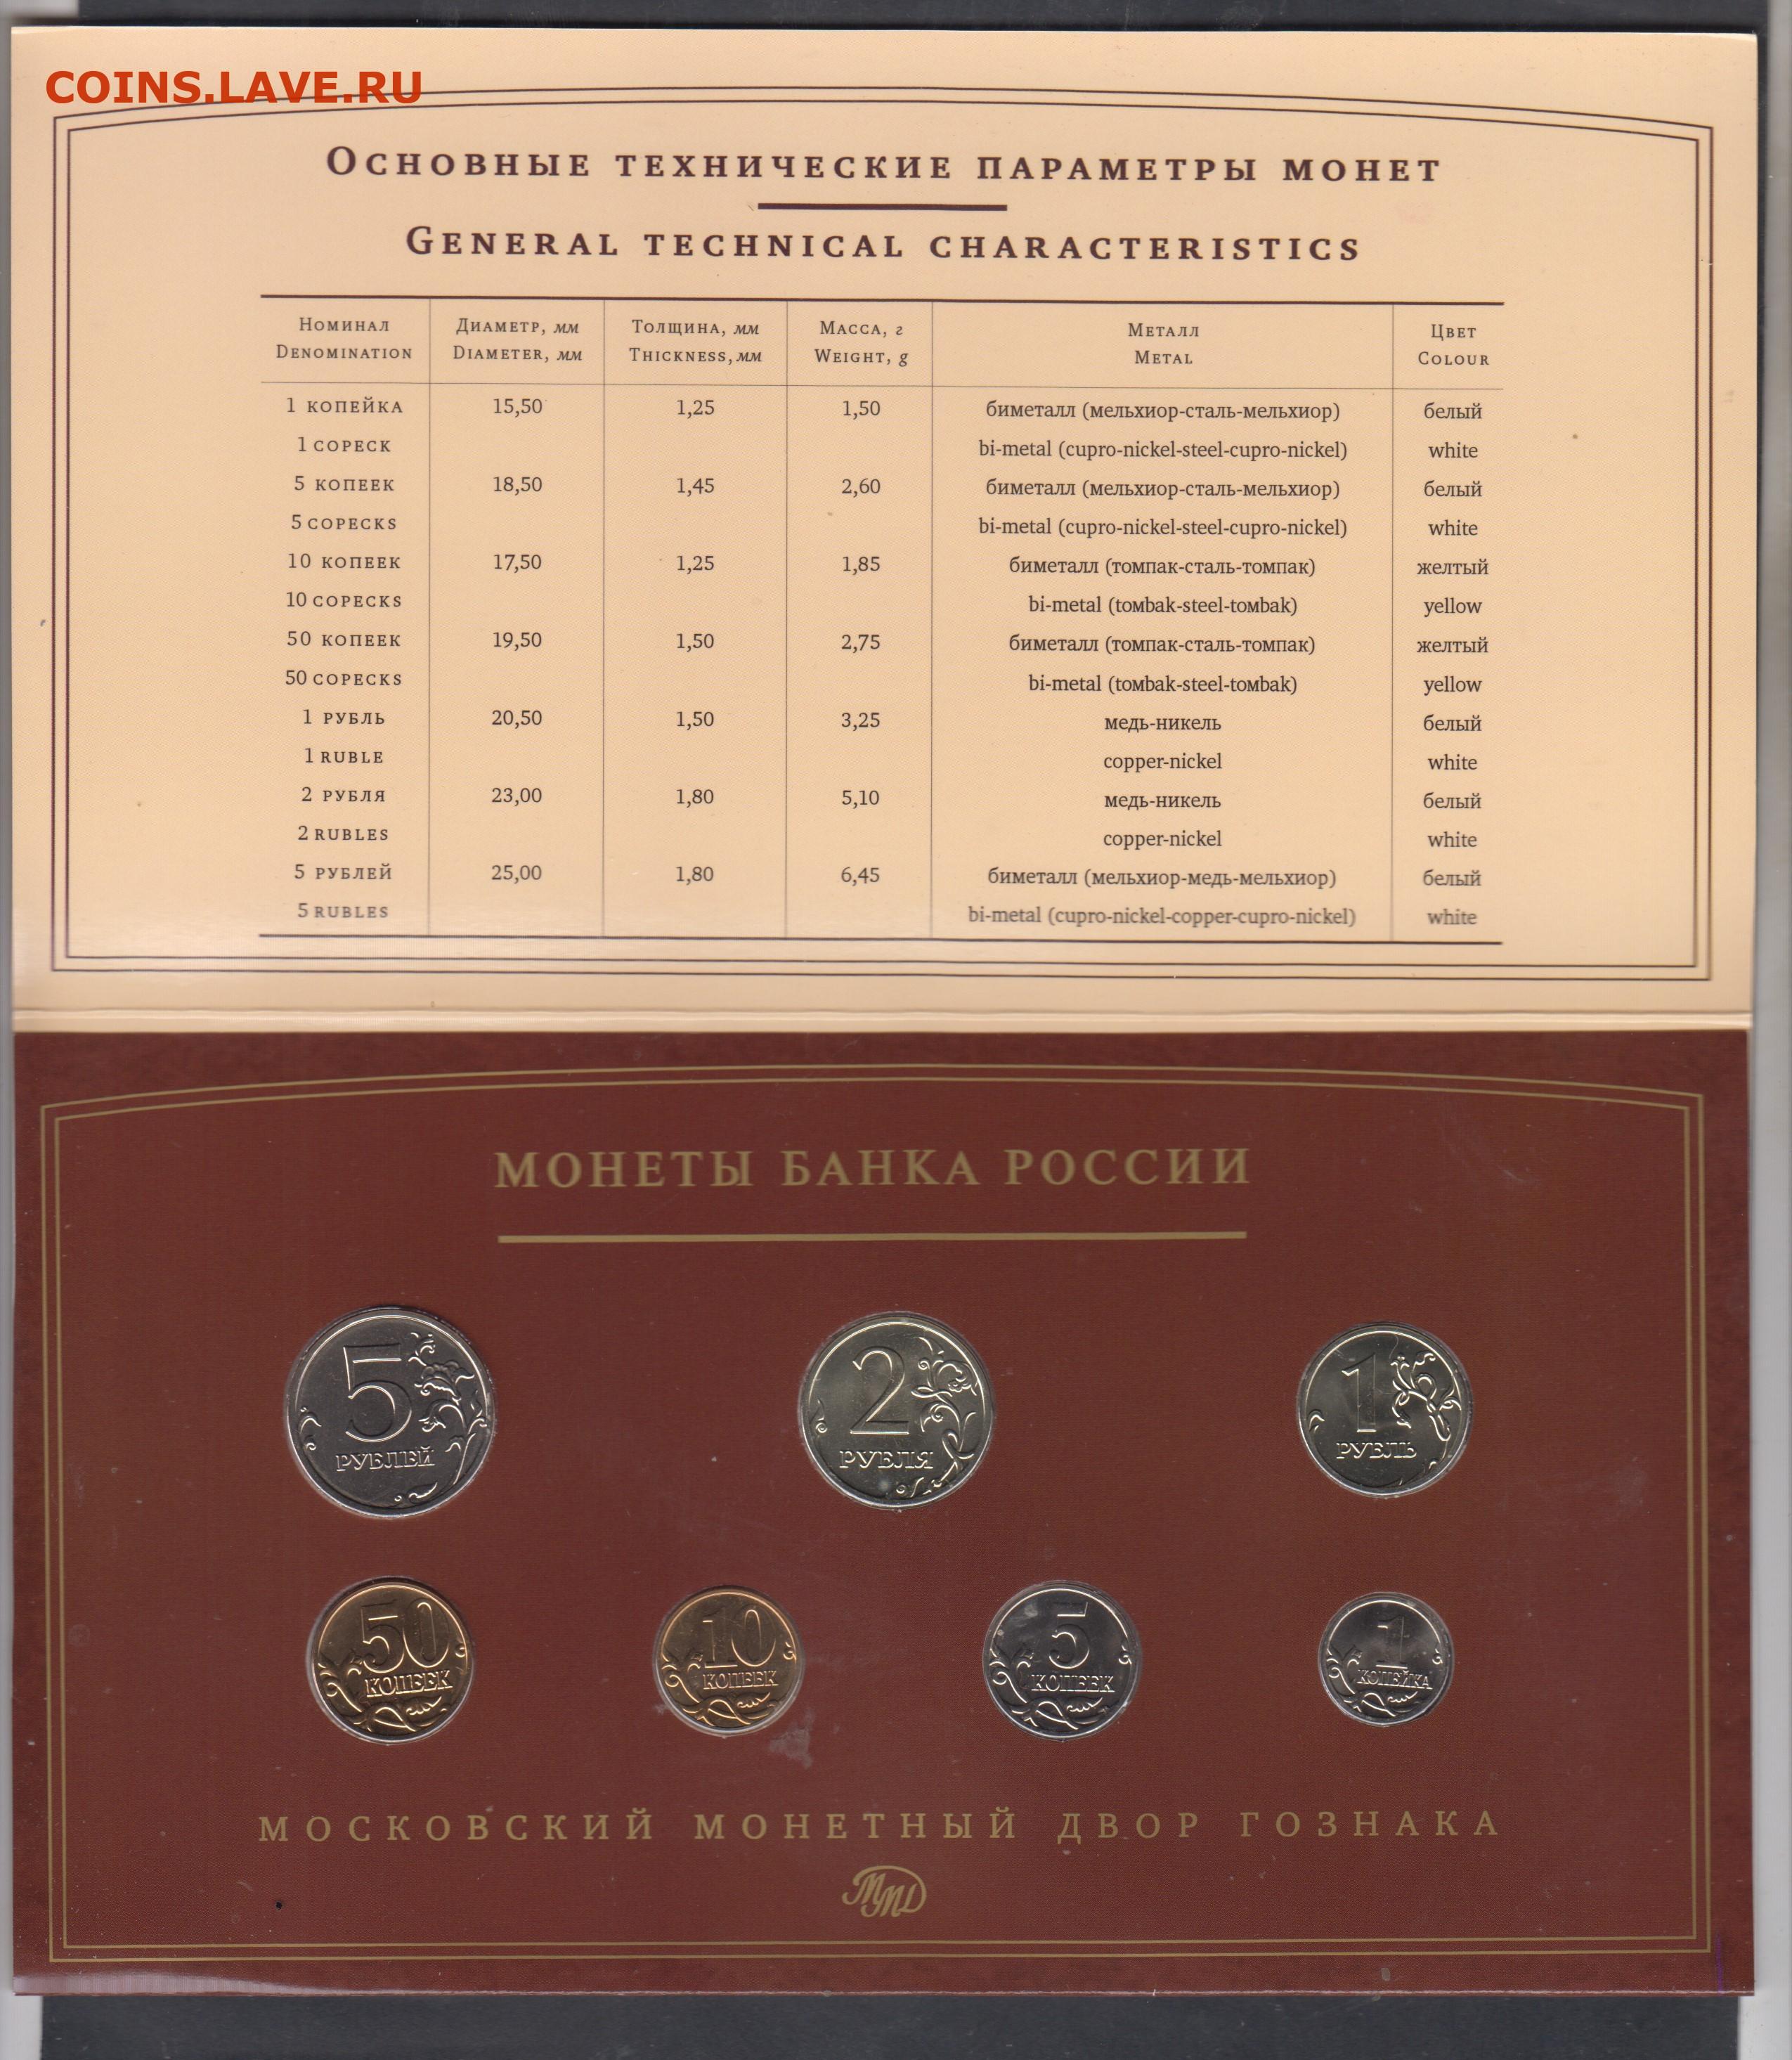 COINS.LAVE.RU
Основные технические параметры монет
General technical characteristics
Номинал Диаметр, мм Толщина, мм Масса, г Металл Цвет
Denomination Diameter, мм Thickness, мм Weight, g Metal Colour
1 копейка 15,50 1,25 1,50 биметалл (мельхиор-сталь-мельхиор) белый
1 copeck bi-metal (cupro-nickel-steel-cupro-nickel) white
5 копеек 18,50 1,45 2,60 биметалл (мельхиор-сталь-мельхиор) белый
5 copecks bi-metal (cupro-nickel-steel-cupro-nickel) white
10 копеек 17,50 1,25 1,85 биметалл (томпак-сталь-томпак) желтый
10 copecks bi-metal (tombak-steel-tombak) yellow
50 копеек 19,50 1,50 2,75 биметалл (томпак-сталь-томпак) желтый
50 copecks bi-metal (tombak-steel-tombak) yellow
1 рубль 20,50 1,50 3,25 медь-никель белый
1 ruble copper-nickel white
2 рубля 23,00 1,80 5,10 медь-никель белый
2 rubles copper-nickel white
5 рублей 25,00 1,80 6,45 биметалл (мельхиор-медь-мельхиор) белый
5 rubles bi-metal (cupro-nickel-copper-cupro-nickel) white
МОНЕТЫ БАНКА РОССИИ
5 РУБЛЕЙ
2 РУБЛЯ
1 РУБЛЬ
50 КОПЕЕК
10 КОПЕЕК
5 КОПЕЕК
1 КОПЕЙКА
МОСКОВСКИЙ МОНЕТНЫЙ ДВОР ГОЗНАКА
ММД